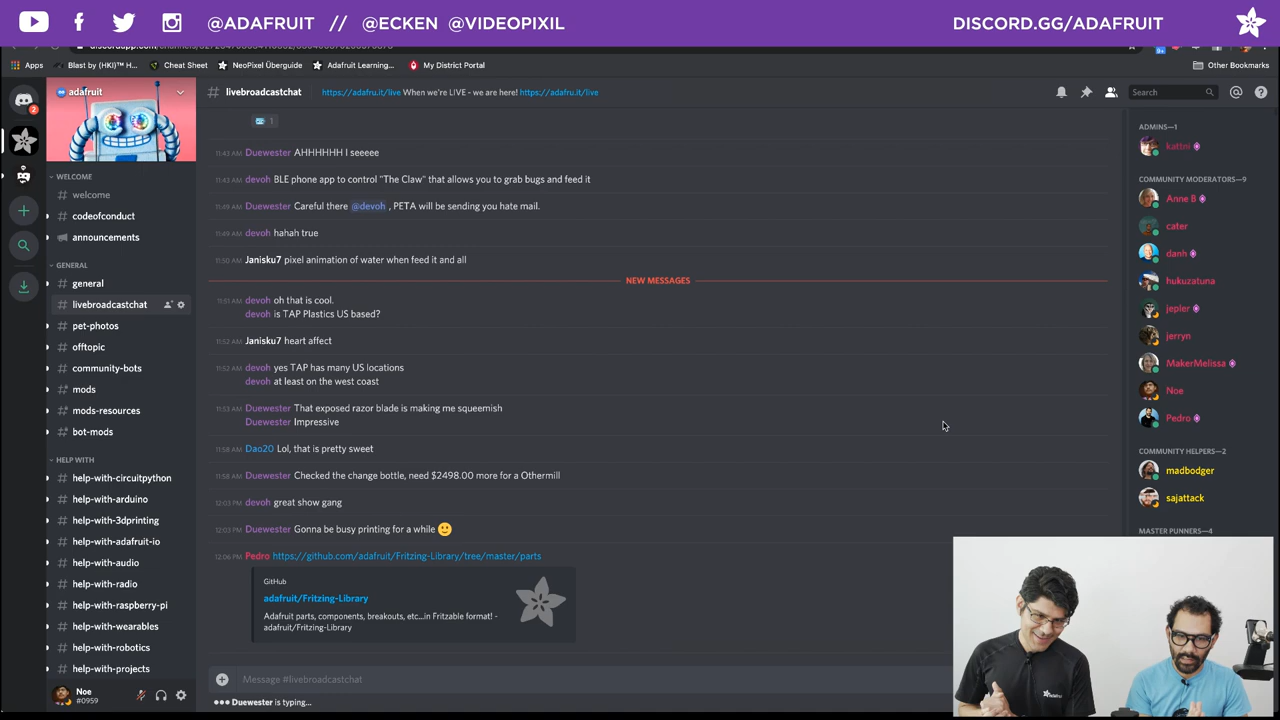 @ADAFRUIT // @ECKEN @VIDEOPIXIL
DISCORD.GG/ADAFRUIT
Apps
Blast by (HKI)™ H...
Cheat Sheet
NeoPixel Überguide
Adafruit Learning...
My District Portal
Other Bookmarks
adafruit
# livebroadcastchat
https://adafru.it/live When we're LIVE - we are here! https://adafru.it/live
Search
2
WELCOME
# welcome
# codeofconduct
announcements
GENERAL
# general
# livebroadcastchat
# pet-photos
# offtopic
# community-bots
# mods
# mods-resources
# bot-mods
HELP WITH
# help-with-circuitpython
# help-with-arduino
# help-with-3dprinting
# help-with-adafruit-io
# help-with-audio
# help-with-radio
# help-with-raspberry-pi
# help-with-wearables
# help-with-robotics
# help-with-projects
Noe
#0959
1
11:43 AM Duewester AHHHHHH I seeeee
11:43 AM devoh BLE phone app to control "The Claw" that allows you to grab bugs and feed it
11:49 AM Duewester Careful there @devoh , PETA will be sending you hate mail.
11:49 AM devoh hahah true
11:50 AM Janisku7 pixel animation of water when feed it and all
NEW MESSAGES
11:51 AM devoh oh that is cool.
devoh is TAP Plastics US based?
11:52 AM Janisku7 heart affect
11:52 AM devoh yes TAP has many US locations
devoh at least on the west coast
11:53 AM Duewester That exposed razor blade is making me squeemish
Duewester Impressive
11:58 AM Dao20 Lol, that is pretty sweet
11:58 AM Duewester Checked the change bottle, need $2498.00 more for a Othermill
12:03 PM devoh great show gang
12:03 PM Duewester Gonna be busy printing for a while
12:06 PM Pedro https://github.com/adafruit/Fritzing-Library/tree/master/parts
GitHub
adafruit/Fritzing-Library
Adafruit parts, components, breakouts, etc...in Fritzable format! -
adafruit/Fritzing-Library
Message #livebroadcastchat
Duewester is typing...
ADMINS—1
kattni
COMMUNITY MODERATORS—9
Anne B
cater
danh
hukuzatuna
jepler
jerryn
MakerMelissa
Noe
Pedro
COMMUNITY HELPERS—2
madbodger
sajattack
MASTER PUNNERS—4